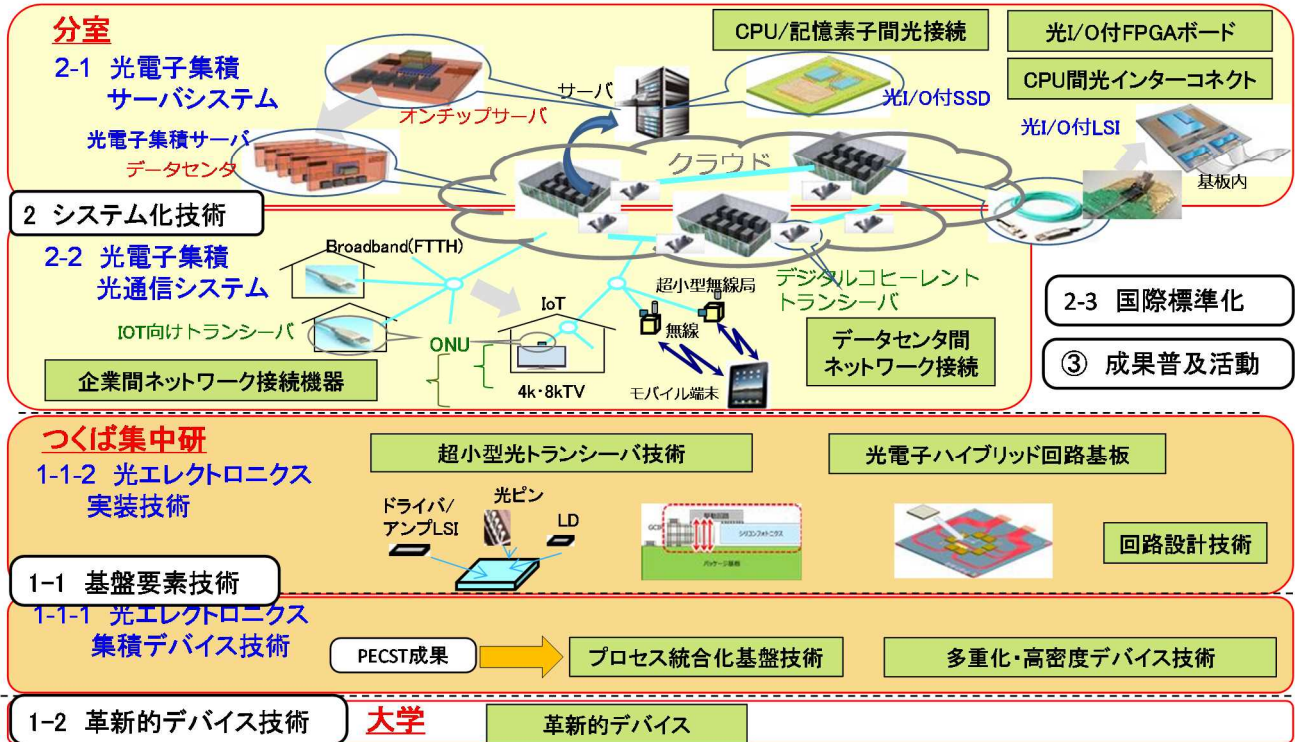 分室
2-1 光電子集積
サーバシステム
CPU/記憶素子間光接続
光I/O付FPGAボード
CPU間光インターコネクト
サーバ
光I/O付SSD
オンチップサーバ
光I/O付LSI
光電子集積サーバ
データセンタ
クラウド
基板内
2 システム化技術
Broadband(FTTH)
2-2 光電子集積
光通信システム
デジタルコヒーレント
トランシーバ
超小型無線局
IoT
無線
IOT向けトランシーバ
ONU
2-3 国際標準化
データセンタ間
ネットワーク接続
③ 成果普及活動
企業間ネットワーク接続機器
4k・8kTV
モバイル端末
つくば集中研
1-1-2 光エレクトロニクス
実装技術
超小型光トランシーバ技術
光電子ハイブリッド回路基板
ドライバ/
アンプLSI
光ピン
LD
シリコンフォトニクス
回路設計技術
1-1 基盤要素技術
1-1-1 光エレクトロニクス
集積デバイス技術
PECST成果
プロセス統合化基盤技術
多重化・高密度デバイス技術
1-2 革新的デバイス技術
大学
革新的デバイス